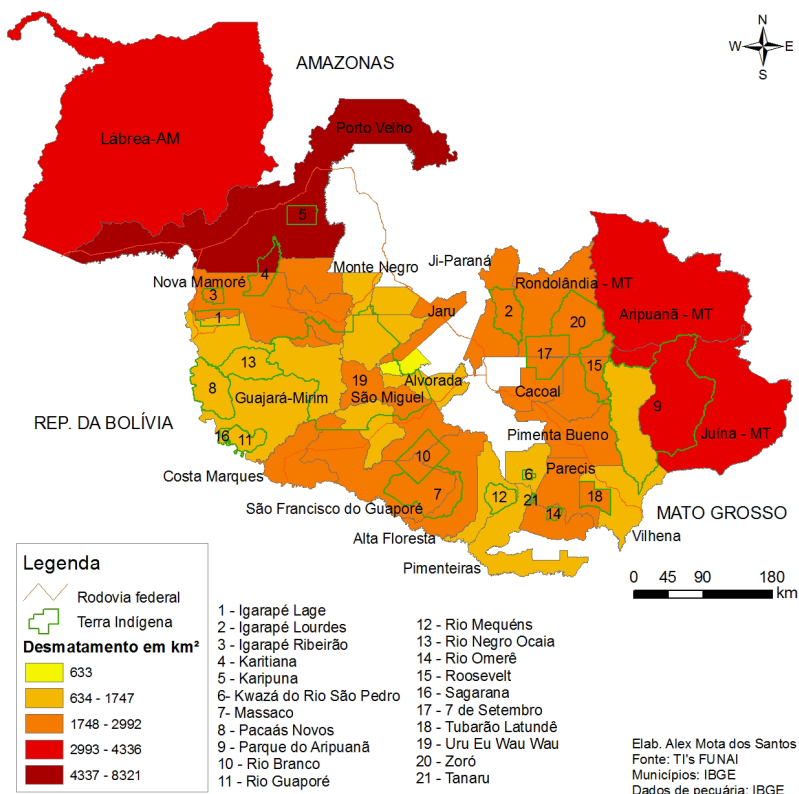 AMAZONAS
N
W
E
S
Porto Velho
Lábrea-AM
5
Ji-Paraná
Monte Negro
Nova Mamoré
4
Rondolândia - MT
3
Jaru
2
Aripuanã - MT
1
20
17
13
15
Alvorada
19
8
Guajará-Mirim
São Miguel
Cacoal
9
REP. DA BOLÍVIA
16
11
Pimenta Bueno
Juína - MT
10
Costa Marques
6
Parecis
7
12
21
18
São Francisco do Guaporé
14
MATO GROSSO
Alta Floresta
Vilhena
Pimenteiras
0 45 90 180
km
Legenda
Rodovia federal
Terra Indígena
Desmatamento em km²
633
634 - 1747
1748 - 2992
2993 - 4336
4337 - 8321
1 - Igarapé Lage
2 - Igarapé Lourdes
3 - Igarapé Ribeirão
4 - Karitiana
5 - Karipuna
6- Kwazá do Rio São Pedro
7- Massaco
8 - Pacaás Novos
9 - Parque do Aripuanã
10 - Rio Branco
11 - Rio Guaporé
12 - Rio Mequéns
13 - Rio Negro Ocaia
14 - Rio Omerê
15 - Roosevelt
16 - Sagarana
17 - 7 de Setembro
18 - Tubarão Latundê
19 - Uru Eu Wau Wau
20 - Zoró
21 - Tanaru
Elab. Alex Mota dos Santos
Fonte: TI's FUNAI
Municípios: IBGE
Dados de pecuária: IBGE